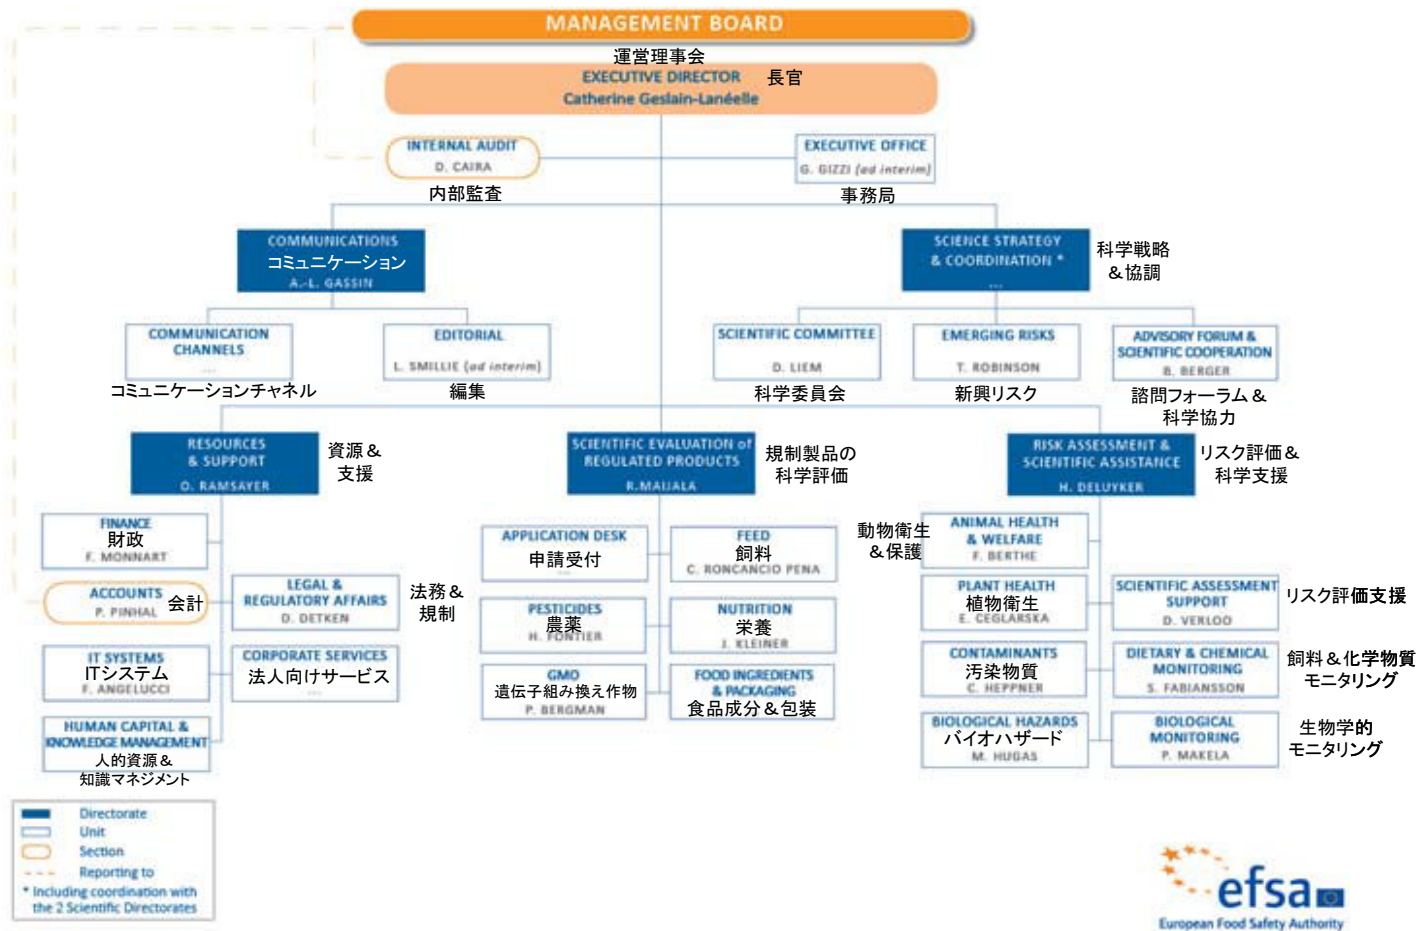 MANAGEMENT BOARD
運営理事会
EXECUTIVE DIRECTOR 長官
Catherine Geslain-Lanéelle
INTERNAL AUDIT
D. CAIRA
内部監査
EXECUTIVE OFFICE
G. GIZZI (ad interim)
事務局
COMMUNICATIONS
コミュニケーション
A.-L. GASSIN
SCIENCE STRATEGY
& COORDINATION *
...
科学戦略
&協調
COMMUNICATION
CHANNELS
...
コミュニケーションチャネル
EDITORIAL
L. SMILLIE (ad interim)
編集
SCIENTIFIC COMMITTEE
D. LIEM
科学委員会
EMERGING RISKS
T. ROBINSON
新興リスク
ADVISORY FORUM &
SCIENTIFIC COOPERATION
B. BERGER
諮問フォーラム&
科学協力
RESOURCES
& SUPPORT
O. RAMSAYER
資源&
支援
SCIENTIFIC EVALUATION of
REGULATED PRODUCTS
R.MAIJALA
規制製品の
科学評価
RISK ASSESSMENT &
SCIENTIFIC ASSISTANCE
H. DELUYKER
リスク評価&
科学支援
FINANCE
財政
F. MONNART
ACCOUNTS
P. PINHAL 会計
LEGAL &
REGULATORY AFFAIRS
D. DETKEN
法務&
規制
IT SYSTEMS
ITシステム
F. ANGELUCCI
CORPORATE SERVICES
法人向けサービス
...
HUMAN CAPITAL &
KNOWLEDGE MANAGEMENT
人的資源&
知識マネジメント
APPLICATION DESK
申請受付
...
FEED
飼料
C. RONCANCIO PENA
PESTICIDES
農薬
H. FONTIER
NUTRITION
栄養
J. KLEINER
GMO
遺伝子組み換え作物
P. BERGMAN
FOOD INGREDIENTS
& PACKAGING
食品成分&包装
動物衛生
&保護
ANIMAL HEALTH
& WELFARE
F. BERTHE
PLANT HEALTH
植物衛生
E. CEGLARSKA
SCIENTIFIC ASSESSMENT
SUPPORT
D. VERLOO
リスク評価支援
CONTAMINANTS
汚染物質
C. HEPPNER
DIETARY & CHEMICAL
MONITORING
S. FABIANSSON
飼料&化学物質
モニタリング
BIOLOGICAL HAZARDS
バイオハザード
M. HUGAS
BIOLOGICAL
MONITORING
P. MAKELA
生物学的
モニタリング
Directorate
Unit
Section
Reporting to
* Including coordination with
the 2 Scientific Directorates
efsa
European Food Safety Authority